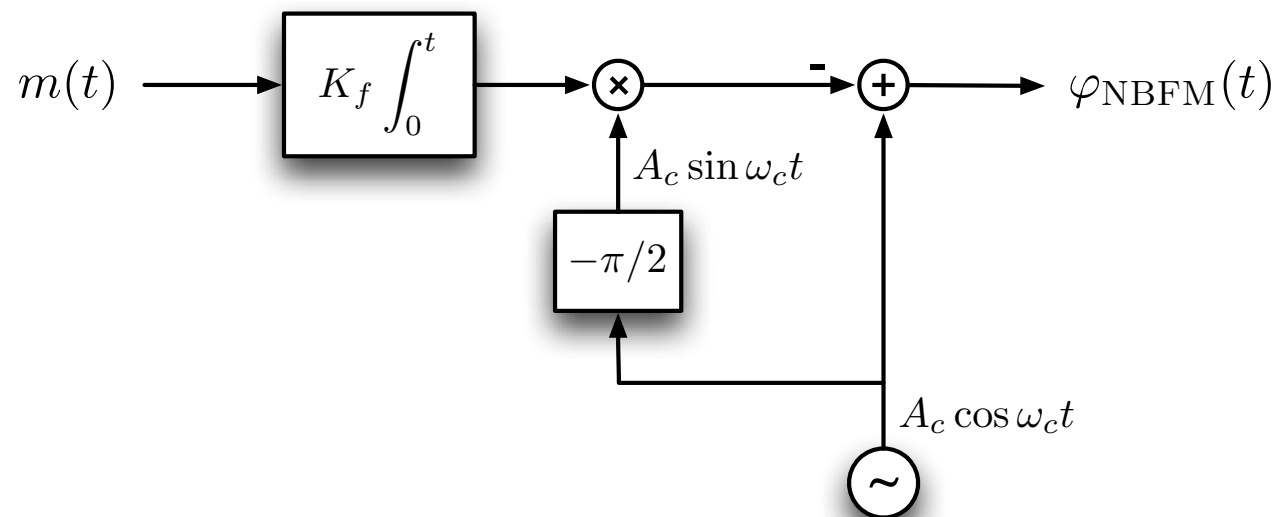 m(t)
K_f ∫_0^t
×
-
+
φ_NBFM(t)
A_c sin ω_c t
−π/2
A_c cos ω_c t
~